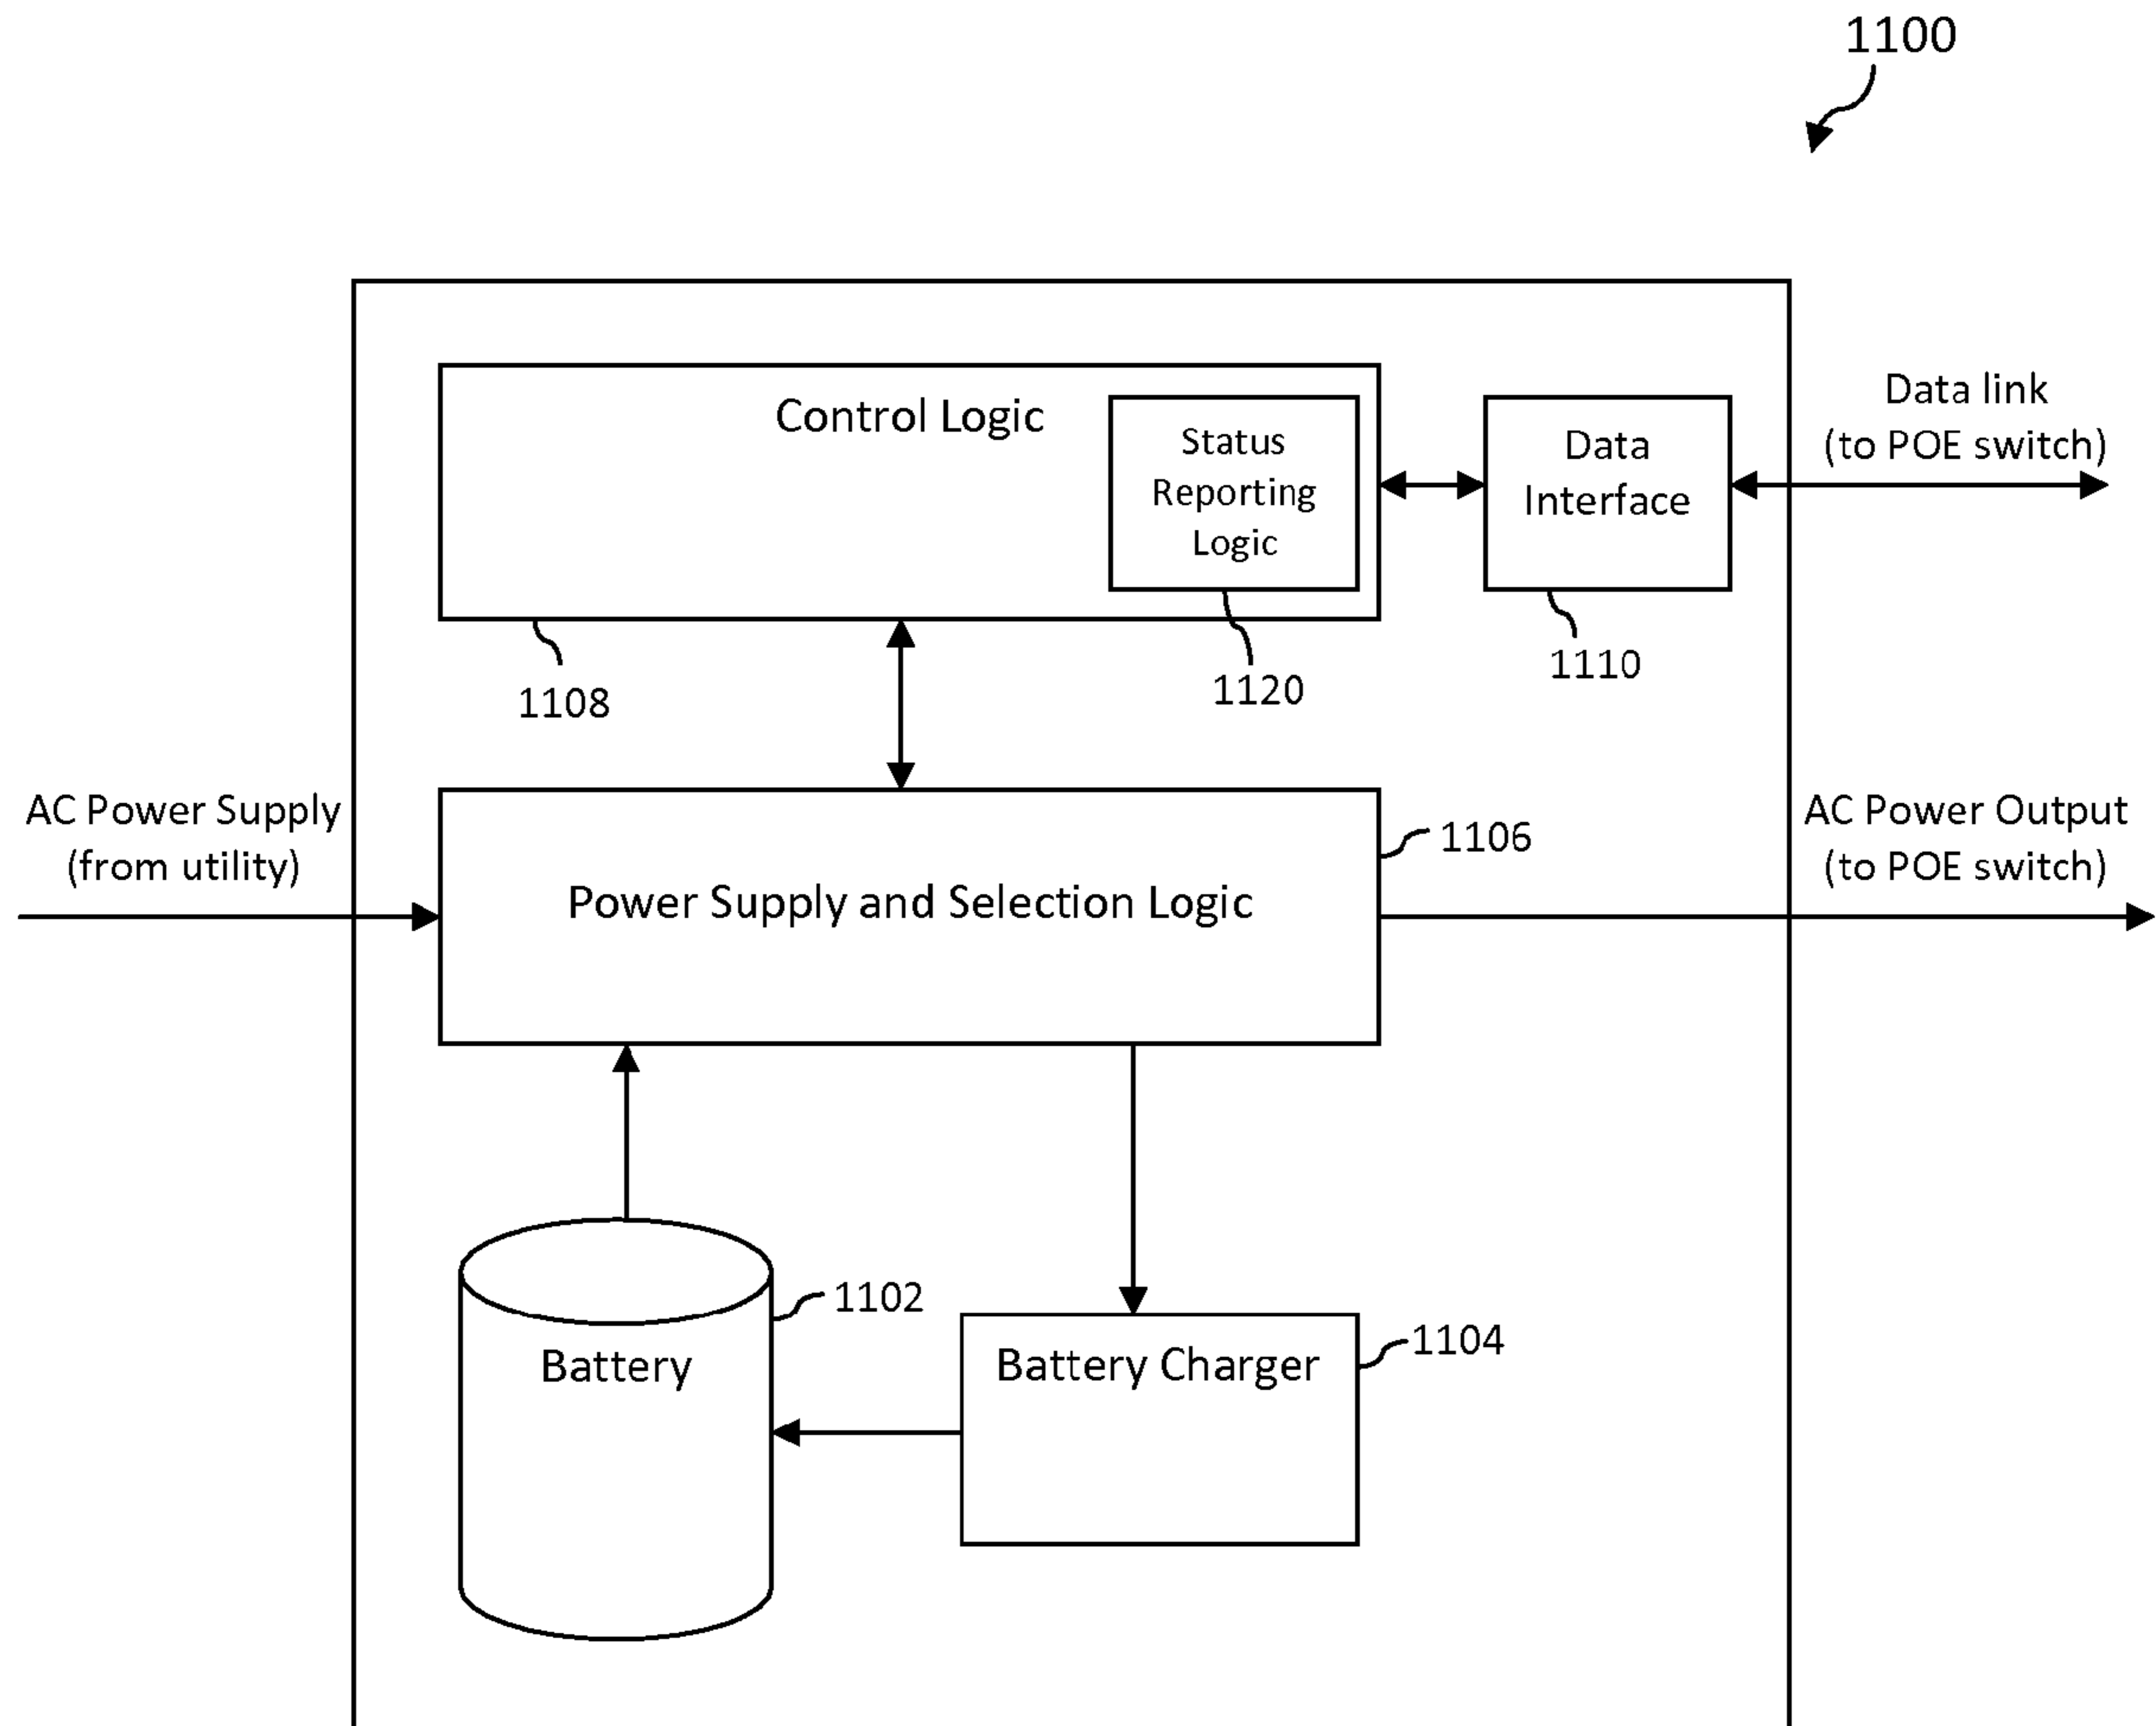 1100
Control Logic
Status
Reporting
Logic
Data
Interface
Data link
(to POE switch)
1108
1120
1110
AC Power Supply
(from utility)
Power Supply and Selection Logic
1106
AC Power Output
(to POE switch)
1102
Battery
Battery Charger
1104